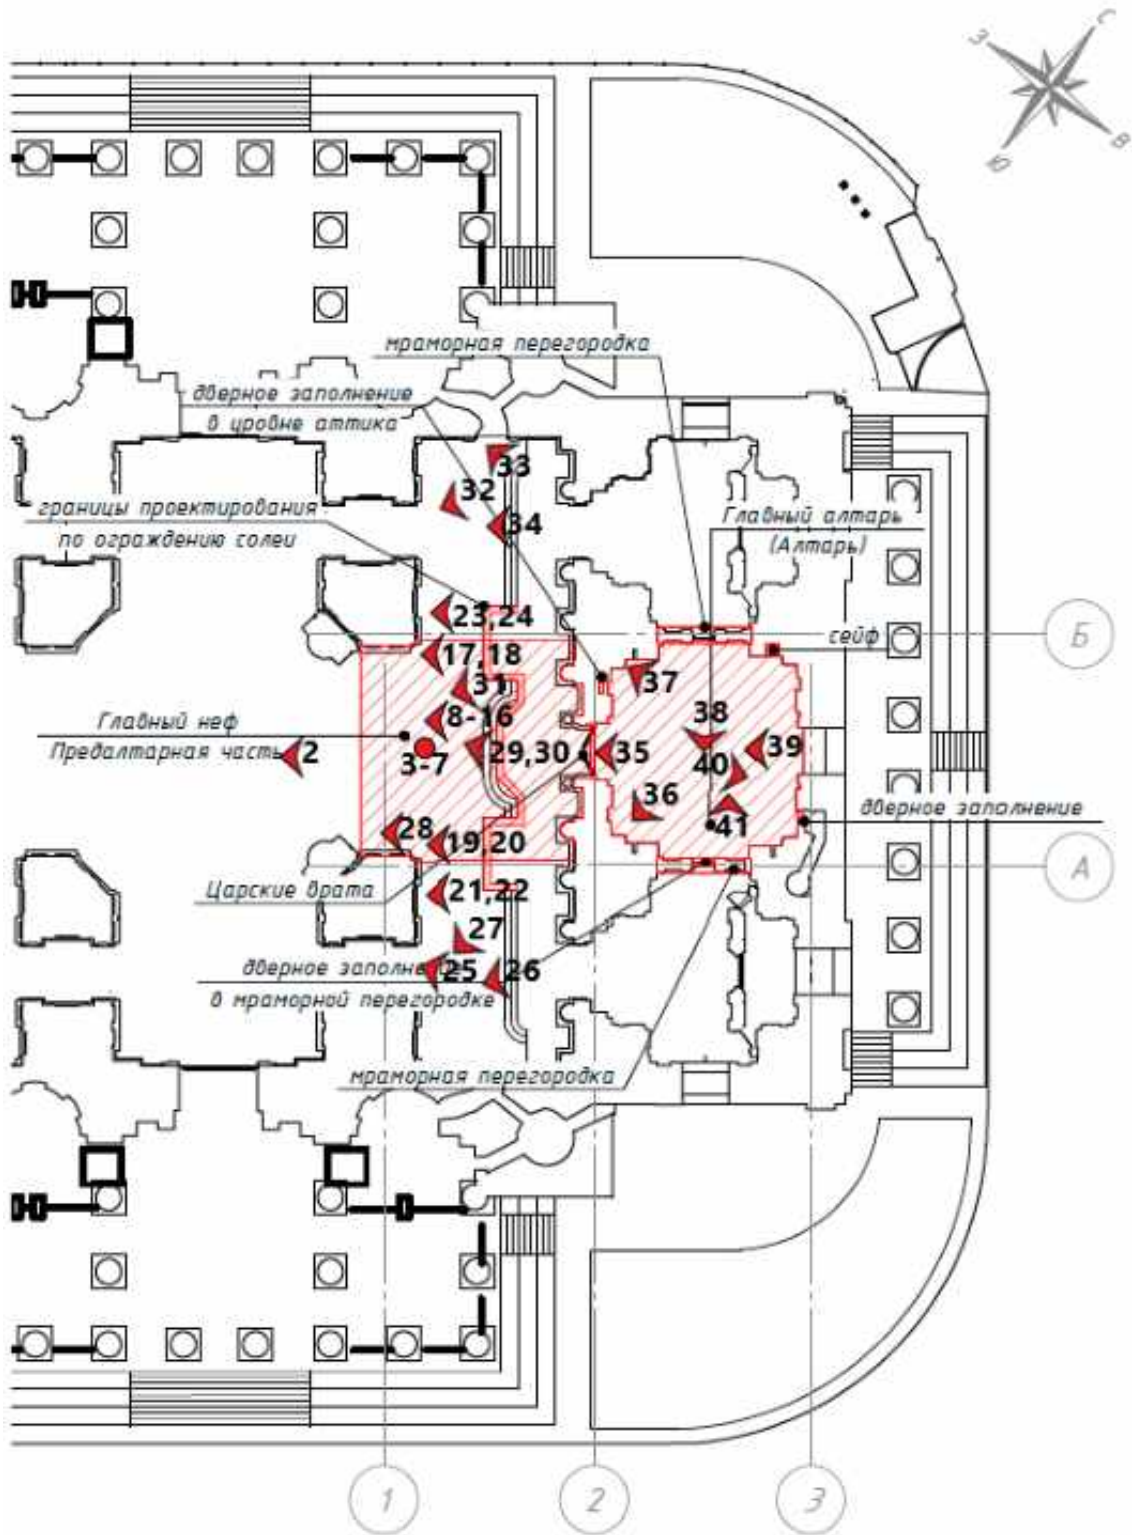 С
З
В
Ю
мраморная перегородка
дверное заполнение
в уровне аттика
33
32
границы проектирования
по ограждению солеи
34
Главный алтарь
(Алтарь)
23,24
Б
сейф
17,18
37
31
8-16
38
Главный неф
Предалтарная часть
2
3-7
29,30
35
39
40
36
дверное заполнение
28
19,20
41
А
Царские врата
21,22
27
дверное заполне
25
26
в мраморной перегородке
мраморная перегородка
1
2
3